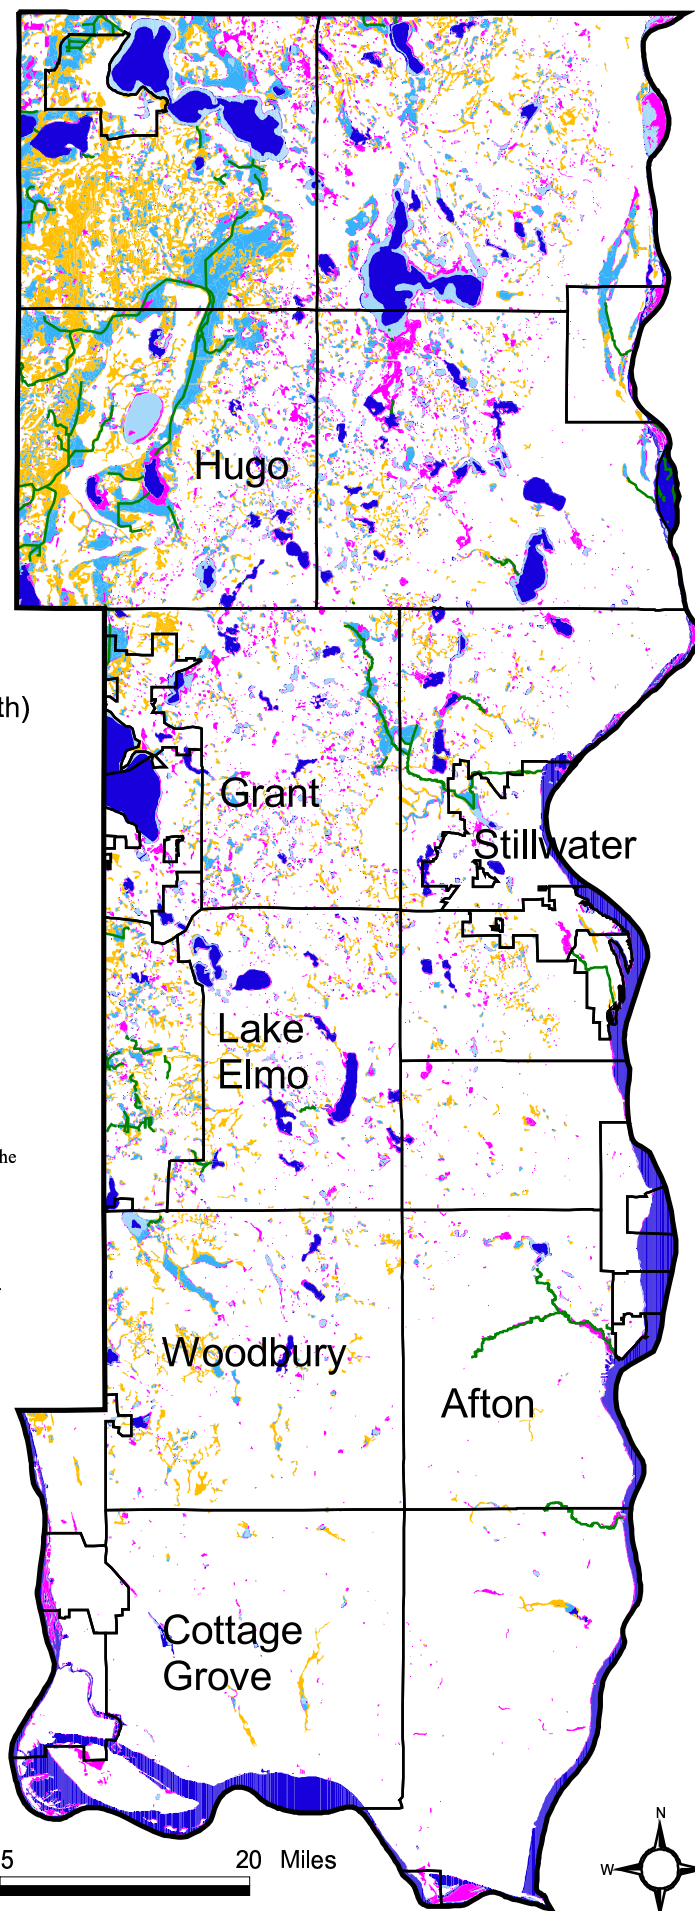 Hugo
th)
Grant
Stillwater
Lake
Elmo
he
Woodbury
Afton
Cottage
Grove
N
5 20 Miles
W